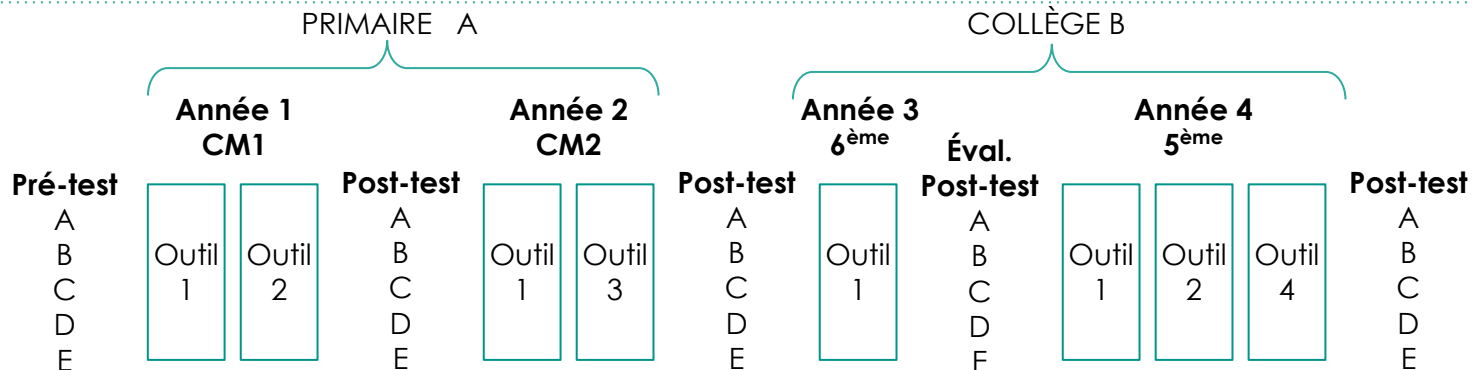 PRIMAIRE A
COLLÈGE B
Année 1
CM1
Année 2
CM2
Année 3
6ème
Année 4
5ème
Pré-test
A
B
C
D
E
Outil
1
Outil
2
Post-test
A
B
C
D
E
Outil
1
Outil
3
Post-test
A
B
C
D
E
Outil
1
Éval.
Post-test
A
B
C
D
F
Outil
1
Outil
2
Outil
4
Post-test
A
B
C
D
E